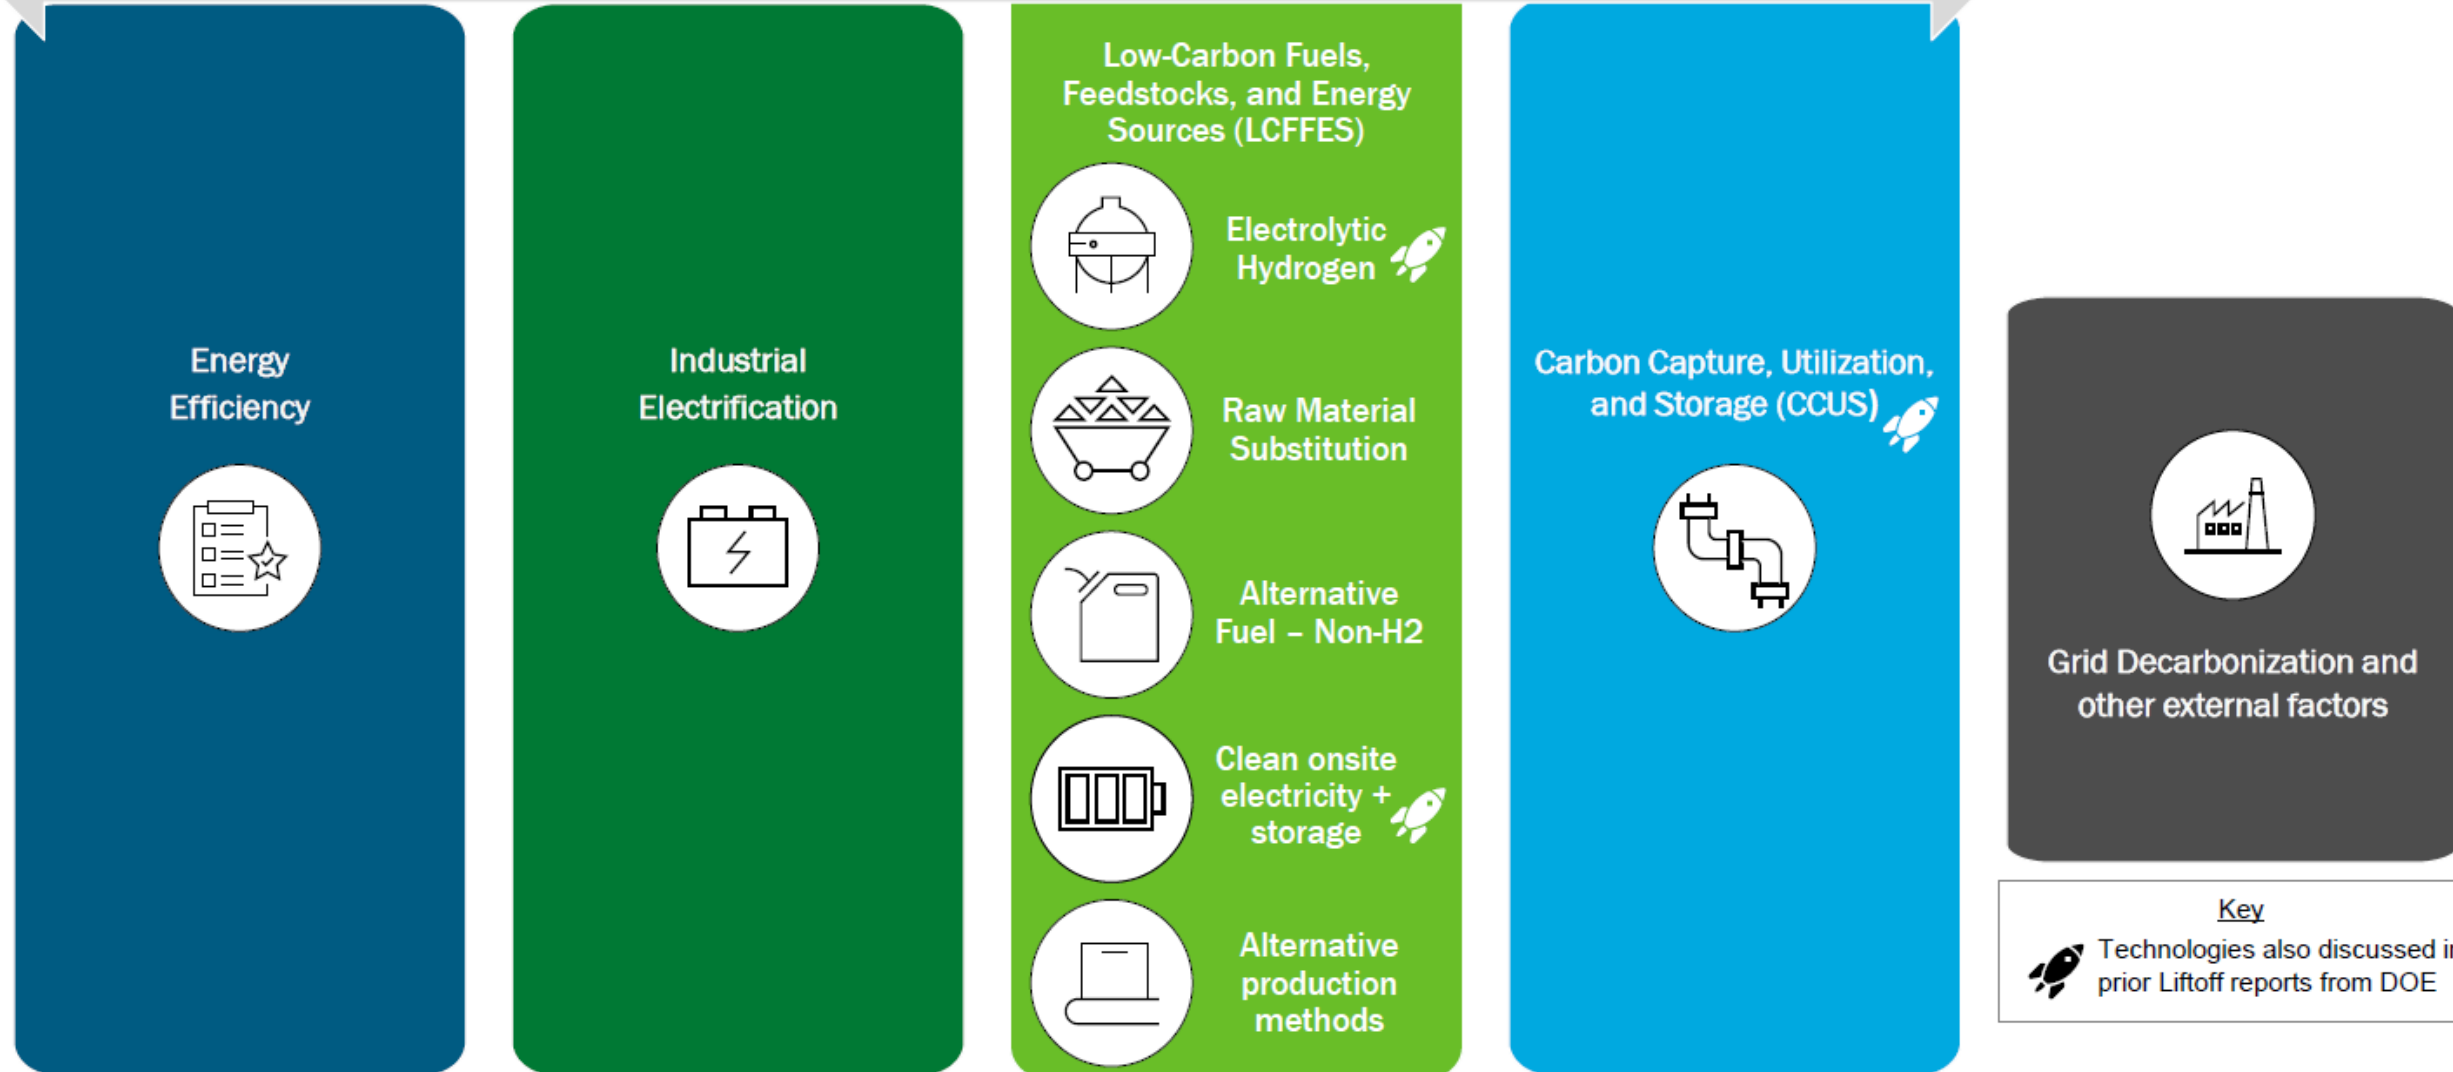 Energy
Efficiency
Industrial
Electrification
Low-Carbon Fuels,
Feedstocks, and Energy
Sources (LCFFES)
Electrolytic
Hydrogen
Raw Material
Substitution
Alternative
Fuel – Non-H2
Clean onsite
electricity +
storage
Alternative
production
methods
Carbon Capture, Utilization,
and Storage (CCUS)
Grid Decarbonization and
other external factors
Key
Technologies also discussed in
prior Liftoff reports from DOE